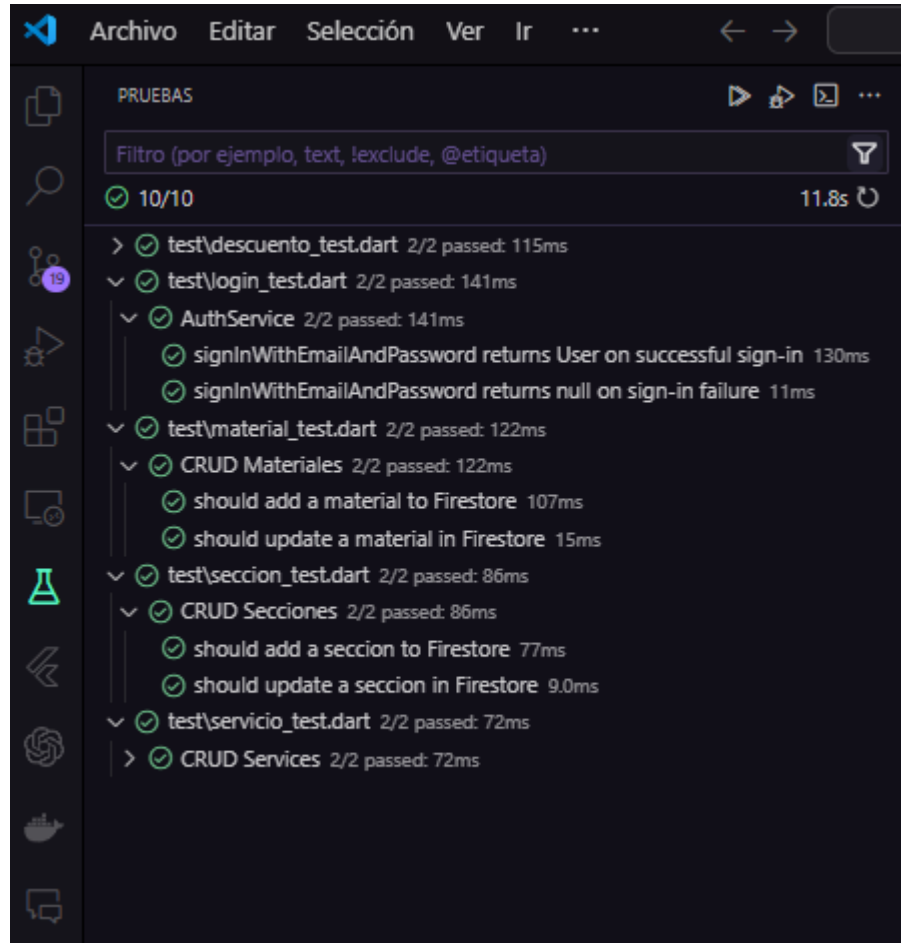 Archivo Editar Selección Ver Ir ···
PRUEBAS
Filtro (por ejemplo, text, !exclude, @etiqueta)
10/10 11.8s
test\descuento_test.dart 2/2 passed: 115ms
19
test\login_test.dart 2/2 passed: 141ms
AuthService 2/2 passed: 141ms
signInWithEmailAndPassword returns User on successful sign-in 130ms
signInWithEmailAndPassword returns null on sign-in failure 11ms
test\material_test.dart 2/2 passed: 122ms
CRUD Materiales 2/2 passed: 122ms
should add a material to Firestore 107ms
should update a material in Firestore 15ms
test\seccion_test.dart 2/2 passed: 86ms
CRUD Secciones 2/2 passed: 86ms
should add a seccion to Firestore 77ms
should update a seccion in Firestore 9.0ms
test\servicio_test.dart 2/2 passed: 72ms
CRUD Services 2/2 passed: 72ms